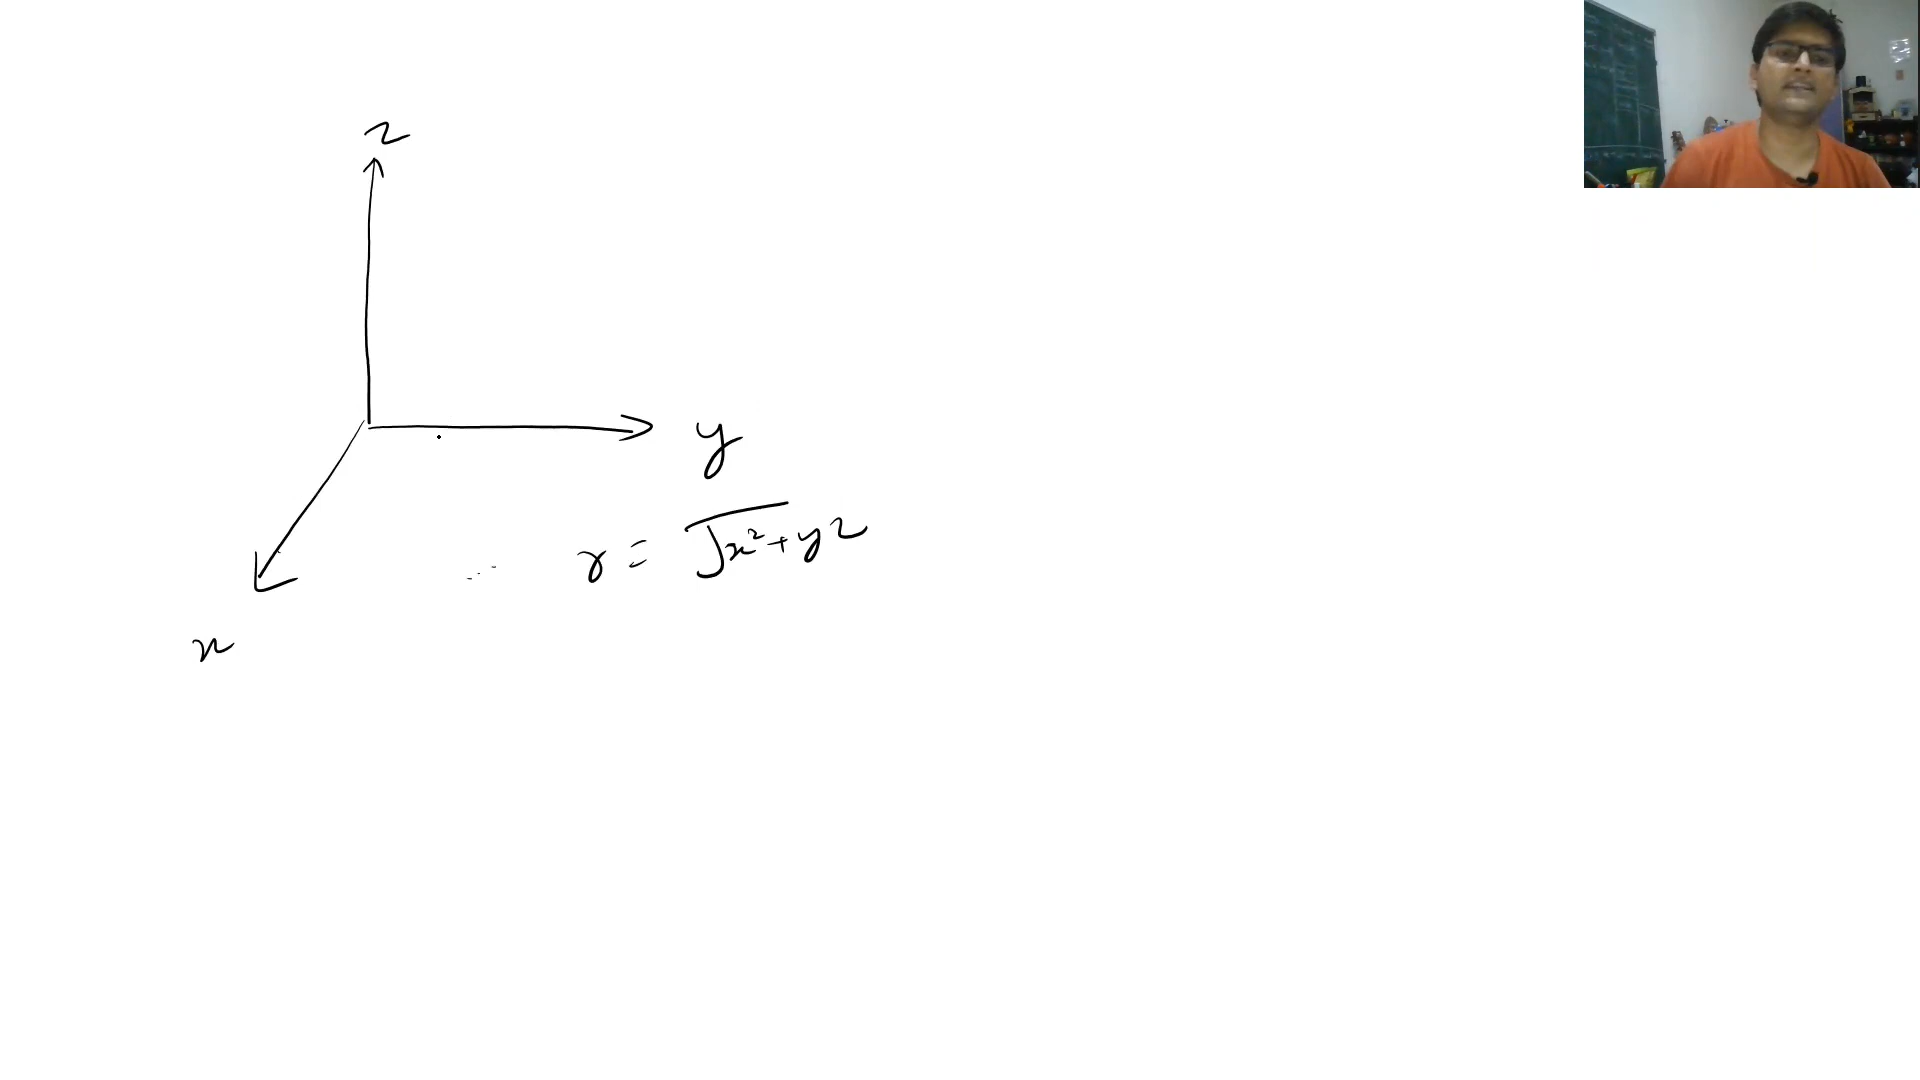 z
y
r = √x²+y2
x